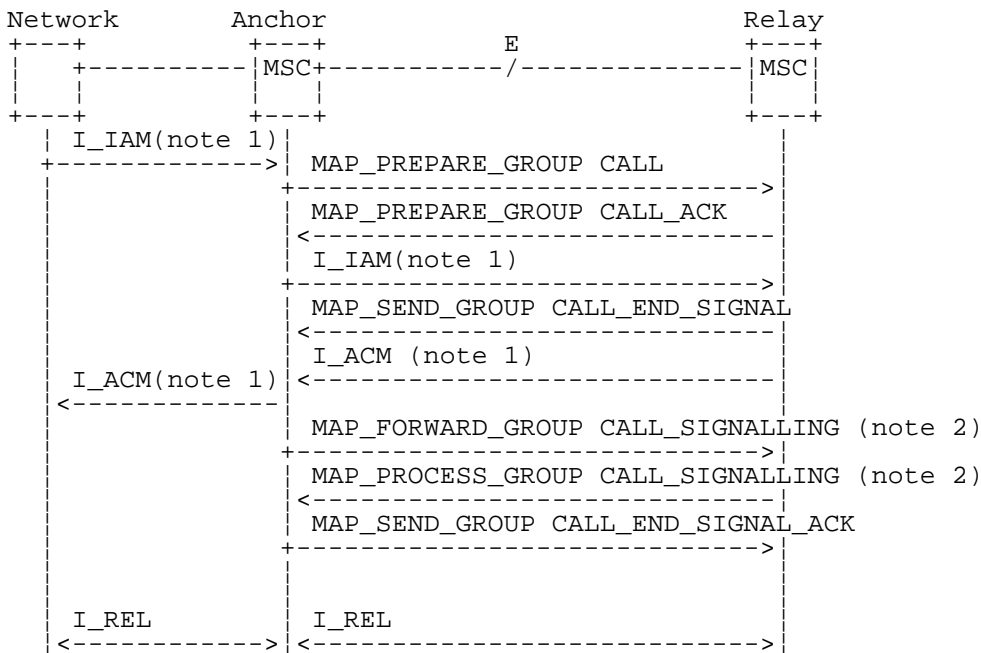 Network Anchor Relay
E
MSC MSC
I_IAM(note 1)
MAP_PREPARE_GROUP CALL
MAP_PREPARE_GROUP CALL_ACK
I_IAM(note 1)
MAP_SEND_GROUP CALL_END_SIGNAL
I_ACM (note 1)
I_ACM(note 1)
MAP_FORWARD_GROUP CALL_SIGNALLING (note 2)
MAP_PROCESS_GROUP CALL_SIGNALLING (note 2)
MAP_SEND_GROUP CALL_END_SIGNAL_ACK
I_REL I_REL